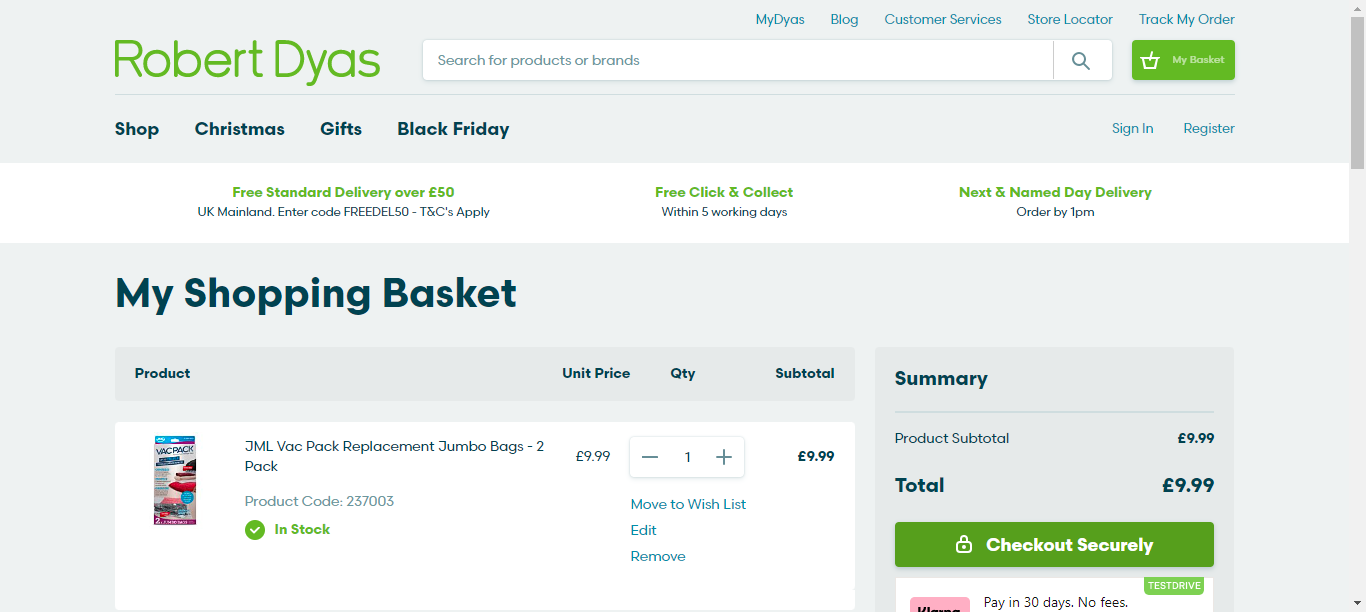 MyDyas Blog Customer Services Store Locator Track My Order
Robert Dyas
Search for products or brands
My Basket
Shop Christmas Gifts Black Friday
Sign In Register
Free Standard Delivery over £50
UK Mainland. Enter code FREEDEL50 - T&C's Apply
Free Click & Collect
Within 5 working days
Next & Named Day Delivery
Order by 1pm
My Shopping Basket
Product Unit Price Qty Subtotal
VACPACK
JML Vac Pack Replacement Jumbo Bags - 2
Pack
£9.99
1
£9.99
Product Code: 237003
In Stock
Move to Wish List
Edit
Remove
Summary
Product Subtotal £9.99
Total £9.99
Checkout Securely
TESTDRIVE
Klarna
Pay in 30 days. No fees.